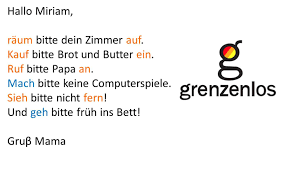 Hallo Miriam,
räum bitte dein Zimmer auf.
Kauf bitte Brot und Butter ein.
Ruf bitte Papa an.
Mach bitte keine Computerspiele.
Sieh bitte nicht fern!
Und geh bitte früh ins Bett!
Gruß Mama
g
grenzenlos